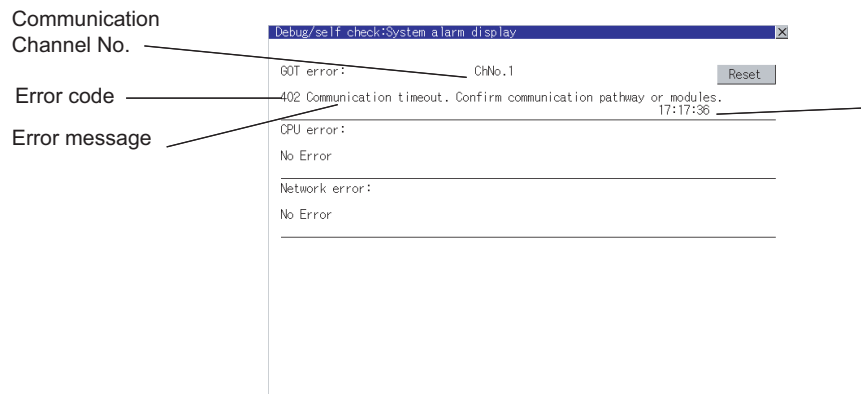 Communication
Channel No.
Error code
Error message
Debug/self check:System alarm display
GOT error: ChNo.1 Reset
402 Communication timeout. Confirm communication pathway or modules.
17:17:36
CPU error:
No Error
Network error:
No Error